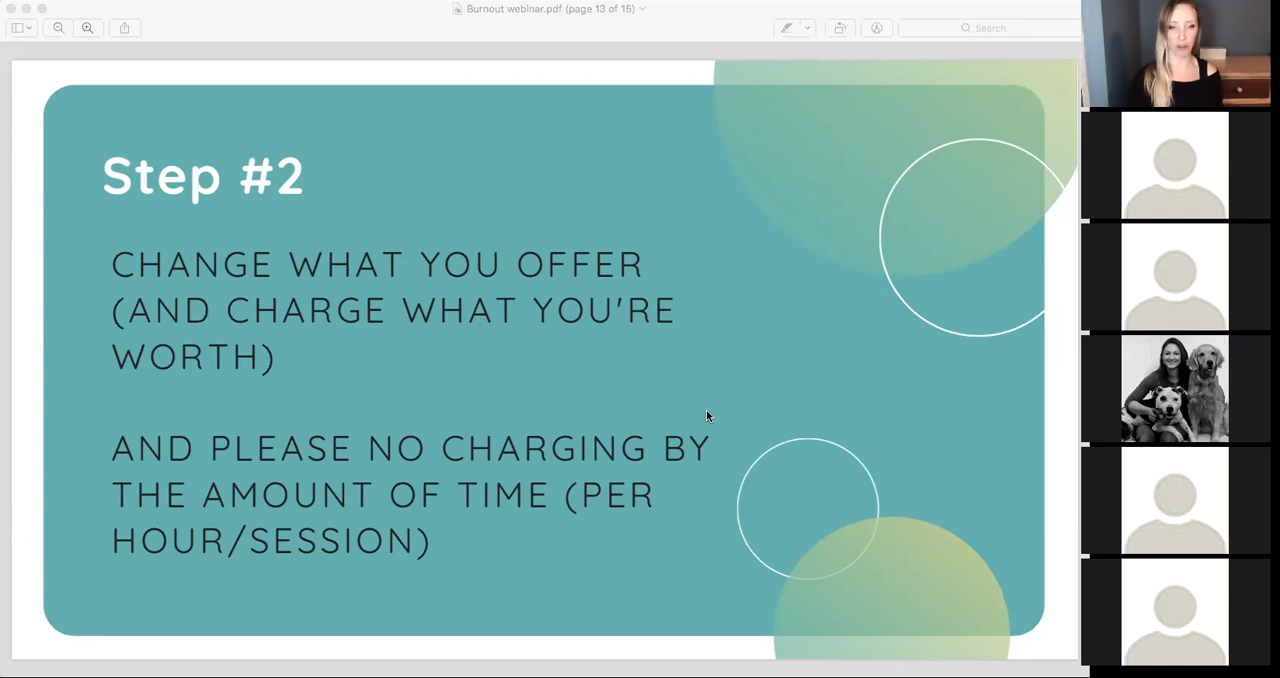 Burnout webinar.pdf (page 13 of 15)
Search
Step #2
CHANGE WHAT YOU OFFER
(AND CHARGE WHAT YOU'RE
WORTH)
AND PLEASE NO CHARGING BY
THE AMOUNT OF TIME (PER
HOUR/SESSION)